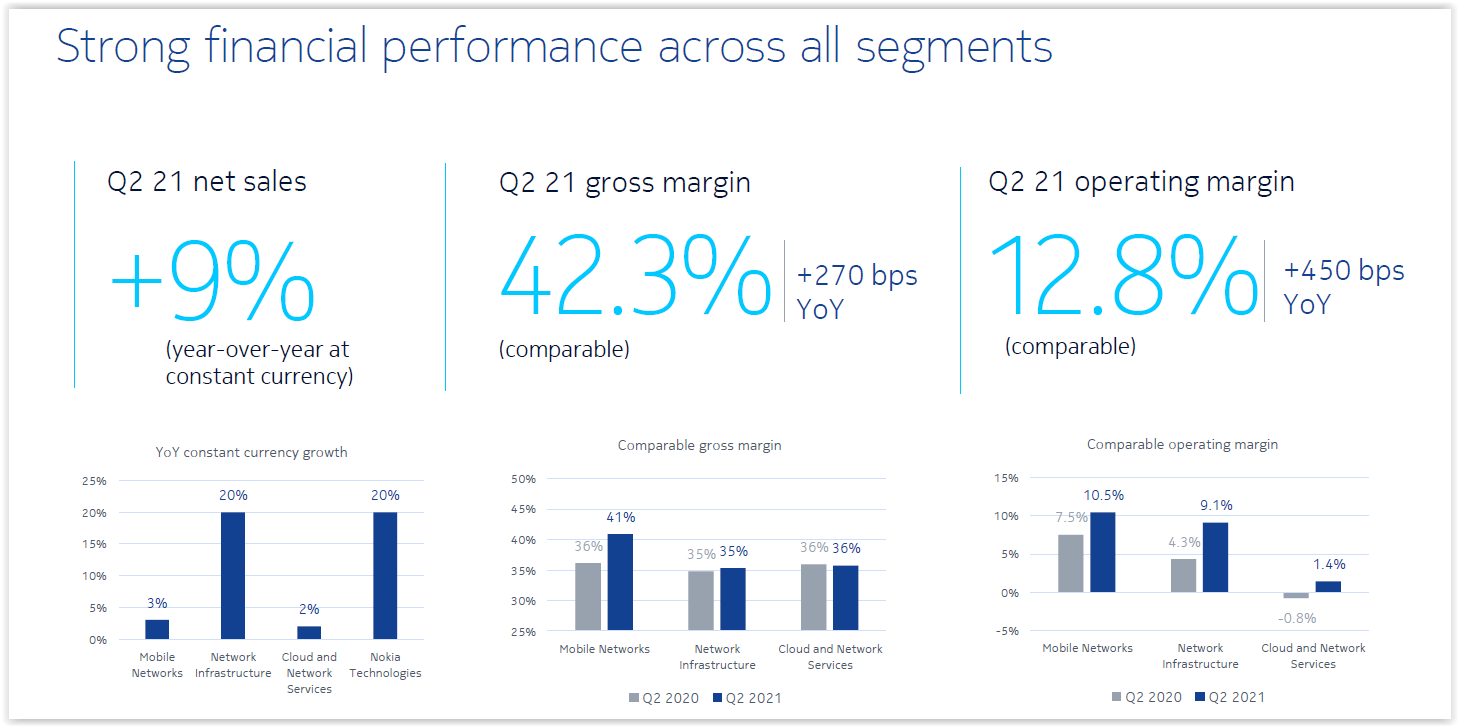 Strong financial performance across all segments
Q2 21 net sales
+9%
(year-over-year at
constant currency)
Q2 21 gross margin
42.3%
+270 bps
YoY
(comparable)
Q2 21 operating margin
12.8%
+450 bps
YoY
(comparable)
YoY constant currency growth
25%
20%
15%
10%
5%
0%
3%
20%
2%
20%
Mobile
Networks
Network
Infrastructure
Cloud and
Network
Services
Nokia
Technologies
Comparable gross margin
50%
45%
40%
35%
30%
25%
36%
41%
35%
35%
36%
36%
Mobile Networks
Network
Infrastructure
Cloud and Network
Services
Q2 2020
Q2 2021
Comparable operating margin
15%
10%
5%
0%
-5%
7.5%
10.5%
4.3%
9.1%
-0.8%
1.4%
Mobile Networks
Network
Infrastructure
Cloud and Network
Services
Q2 2020
Q2 2021